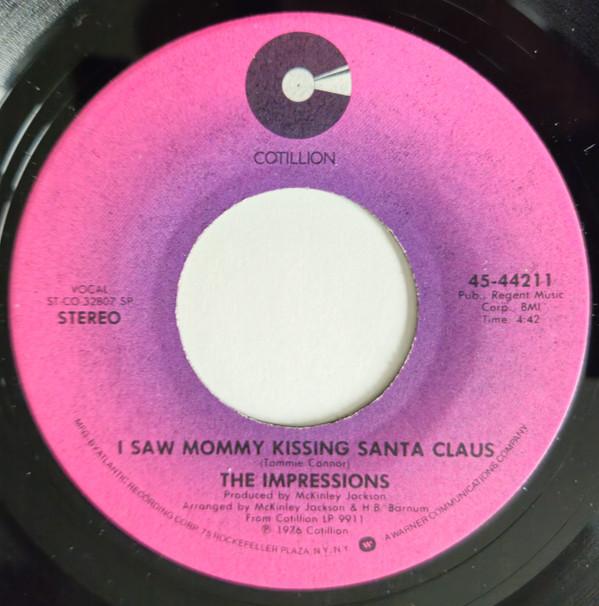 COTILLION
VOCAL
ST-CO-32807 SP
STEREO
45-44211
Pub., Regent Music
Corp., BMI
Time: 4:42
I SAW MOMMY KISSING SANTA CLAUS
(Tommie Connor)
THE IMPRESSIONS
Produced by McKinley Jackson
Arranged by McKinley Jackson & H.B. Barnum
From Cotillion LP 9911
℗ 1976 Cotillion
MFG. BY ATLANTIC RECORDING CORP. 75 ROCKEFELLER PLAZA, N.Y. N.Y. W A WARNER COMMUNICATIONS COMPANY